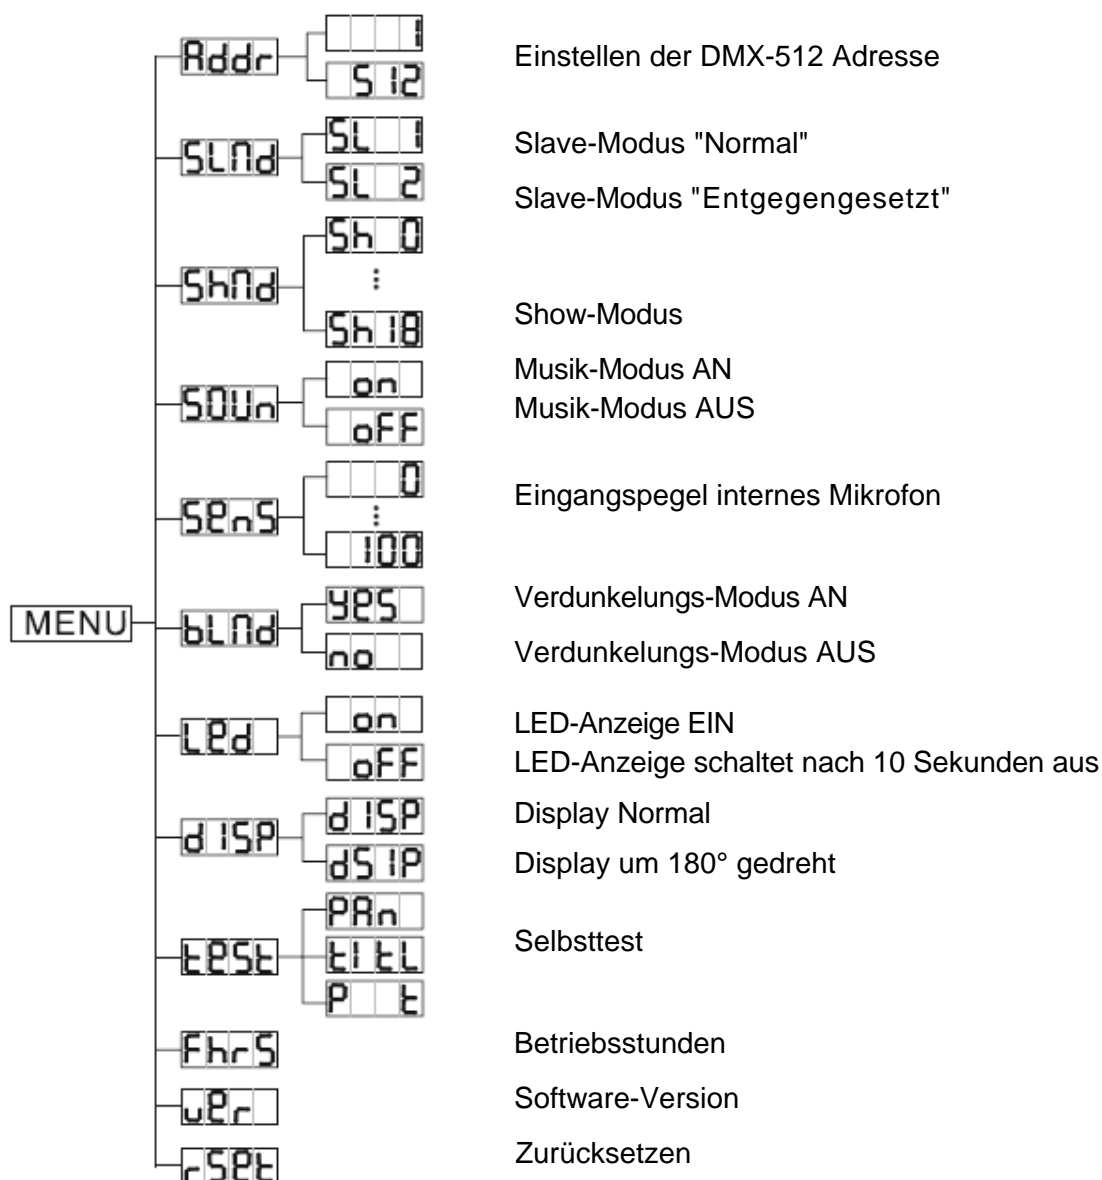 Addr
1
512
Einstellen der DMX-512 Adresse
SLMd
SL 1
Slave-Modus "Normal"
SL 2
Slave-Modus "Entgegengesetzt"
ShMd
Sh 0
⋮
Sh 18
Show-Modus
SOUn
on
Musik-Modus AN
oFF
Musik-Modus AUS
SenS
0
⋮
100
Eingangspegel internes Mikrofon
MENU
bLMd
yes
Verdunkelungs-Modus AN
no
Verdunkelungs-Modus AUS
Led
on
LED-Anzeige EIN
oFF
LED-Anzeige schaltet nach 10 Sekunden aus
dISP
dISP
Display Normal
dSIP
Display um 180° gedreht
teSt
PAn
tItL
P t
Selbsttest
FhrS
Betriebsstunden
ver
Software-Version
rSet
Zurücksetzen